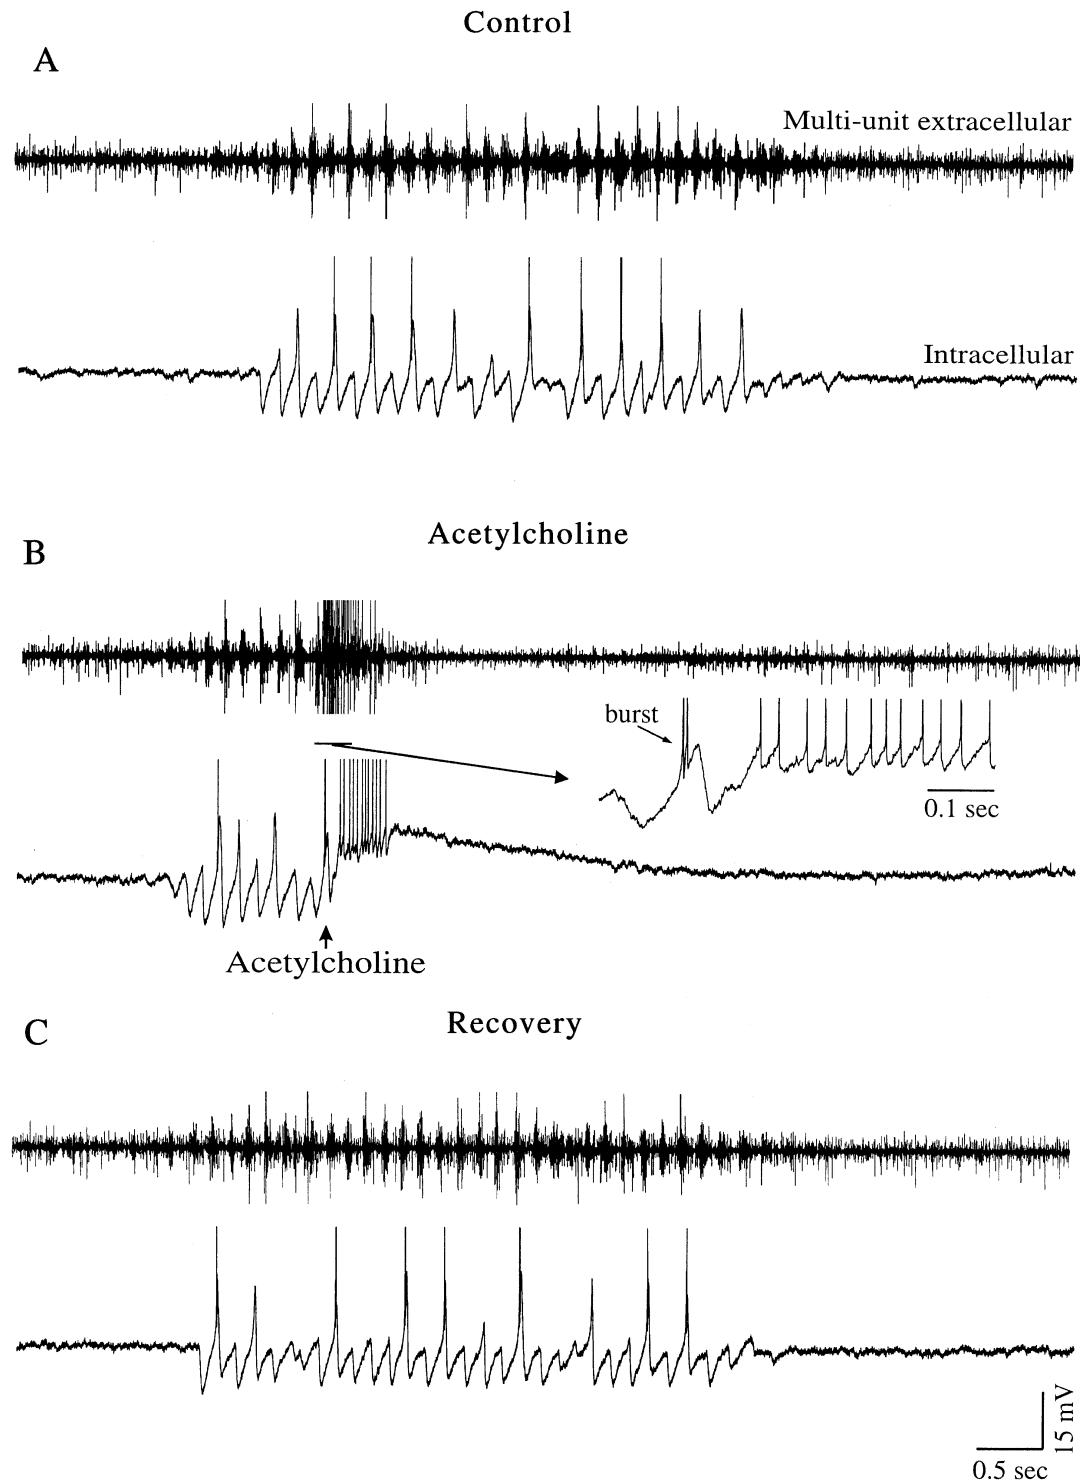 Control
A
Multi-unit extracellular
Intracellular
Acetylcholine
B
burst
0.1 sec
Acetylcholine
Recovery
C
15 mV
0.5 sec